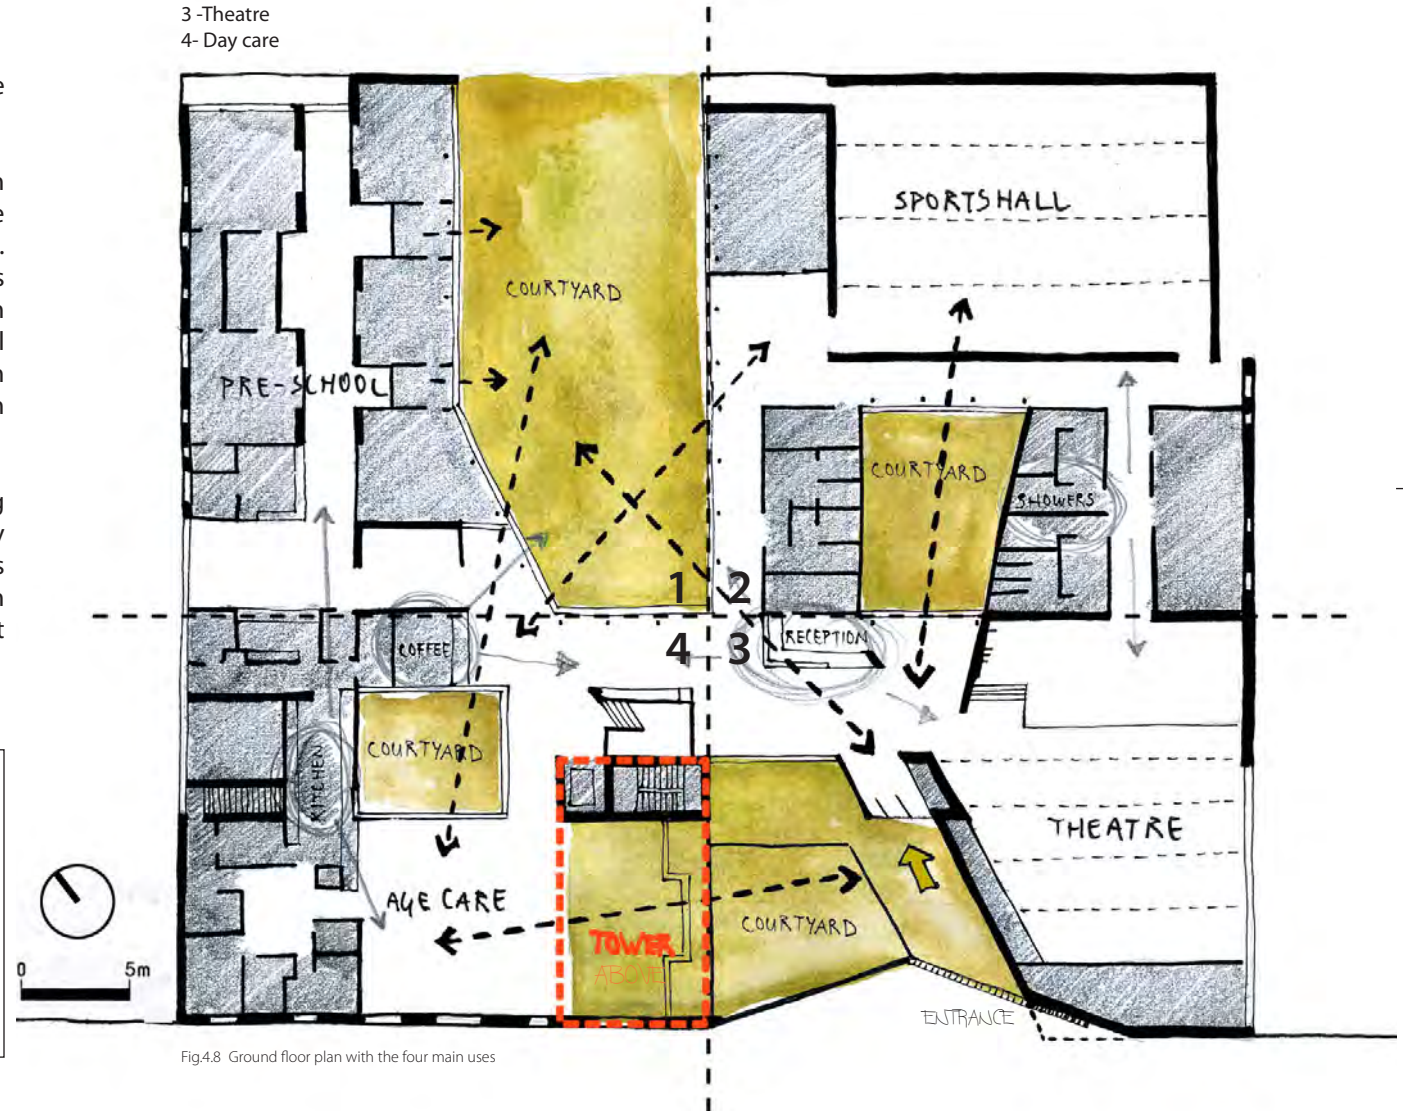 3 -Theatre
4- Day care
e
n
e
.
s
n
l
n
n
g
y
s
n
t
SPORTSHALL
COURTYARD
PRE-SCHOOL
COURTYARD
SHOWERS
1 2
4 3
RECEPTION
COFFEE
COURTYARD
KITCHEN
THEATRE
AGE CARE
COURTYARD
TOWER
ABOVE
0 5m
ENTRANCE
Fig.4.8 Ground floor plan with the four main uses